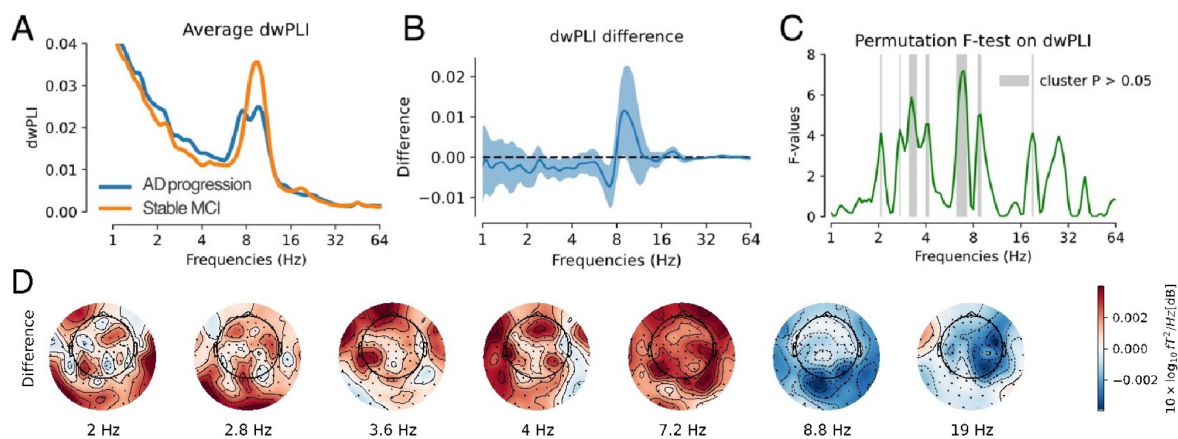 A
Average dwPLI
dwPLI
0.04
0.03
0.02
0.01
0.00
AD progression
Stable MCI
1 2 4 8 16 32 64
Frequencies (Hz)
B
dwPLI difference
Difference
0.02
0.01
0.00
−0.01
1 2 4 8 16 32 64
Frequencies (Hz)
C
Permutation F-test on dwPLI
F-values
8
6
4
2
0
cluster P > 0.05
1 2 4 8 16 32 64
Frequencies (Hz)
D
Difference
2 Hz 2.8 Hz 3.6 Hz 4 Hz 7.2 Hz 8.8 Hz 19 Hz
0.002
0.000
−0.002
10 × log₁₀ fT²/Hz[dB]